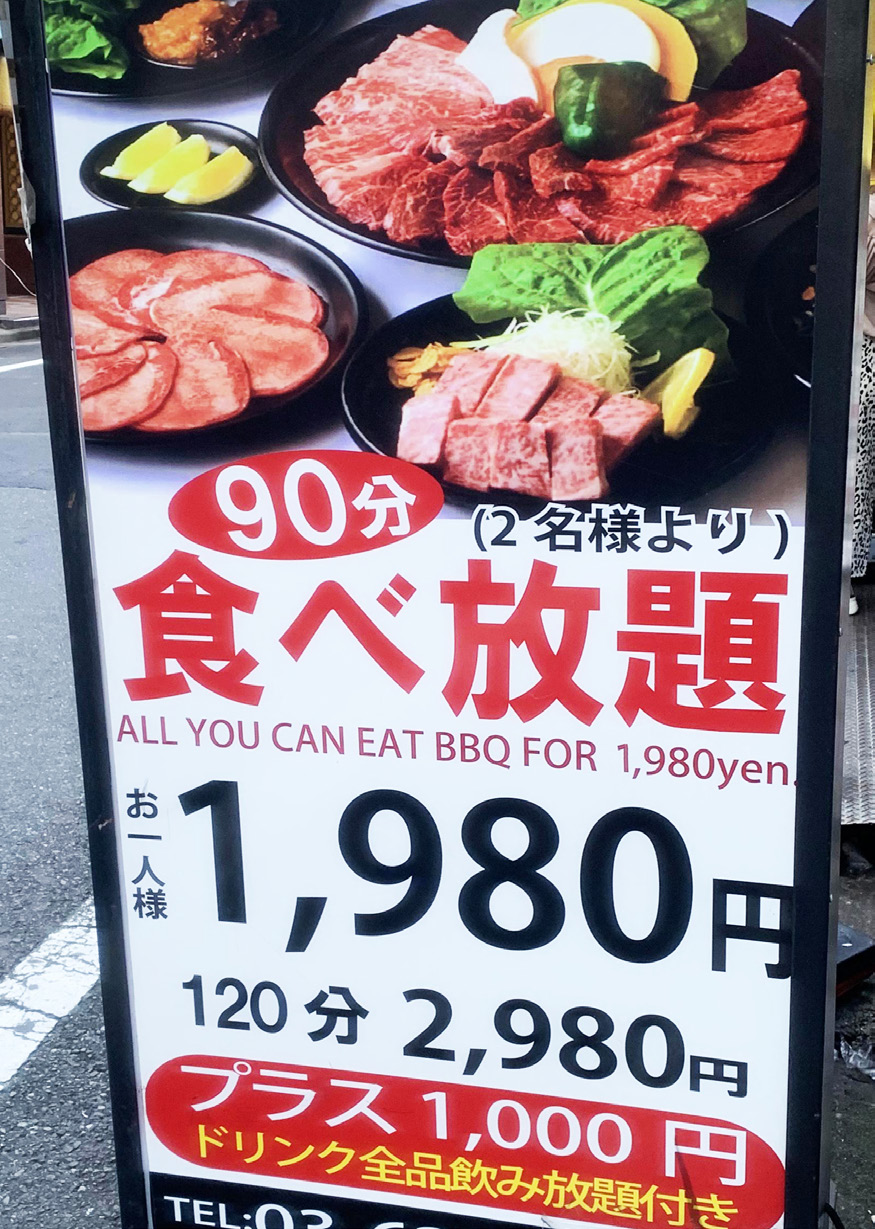 90分
(2 名様より)
食べ放題
ALL YOU CAN EAT BBQ FOR 1,980yen.
お一人様
1,980円
120分 2,980円
プラス 1,000円
ドリンク全品飲み放題付き
TEL:03